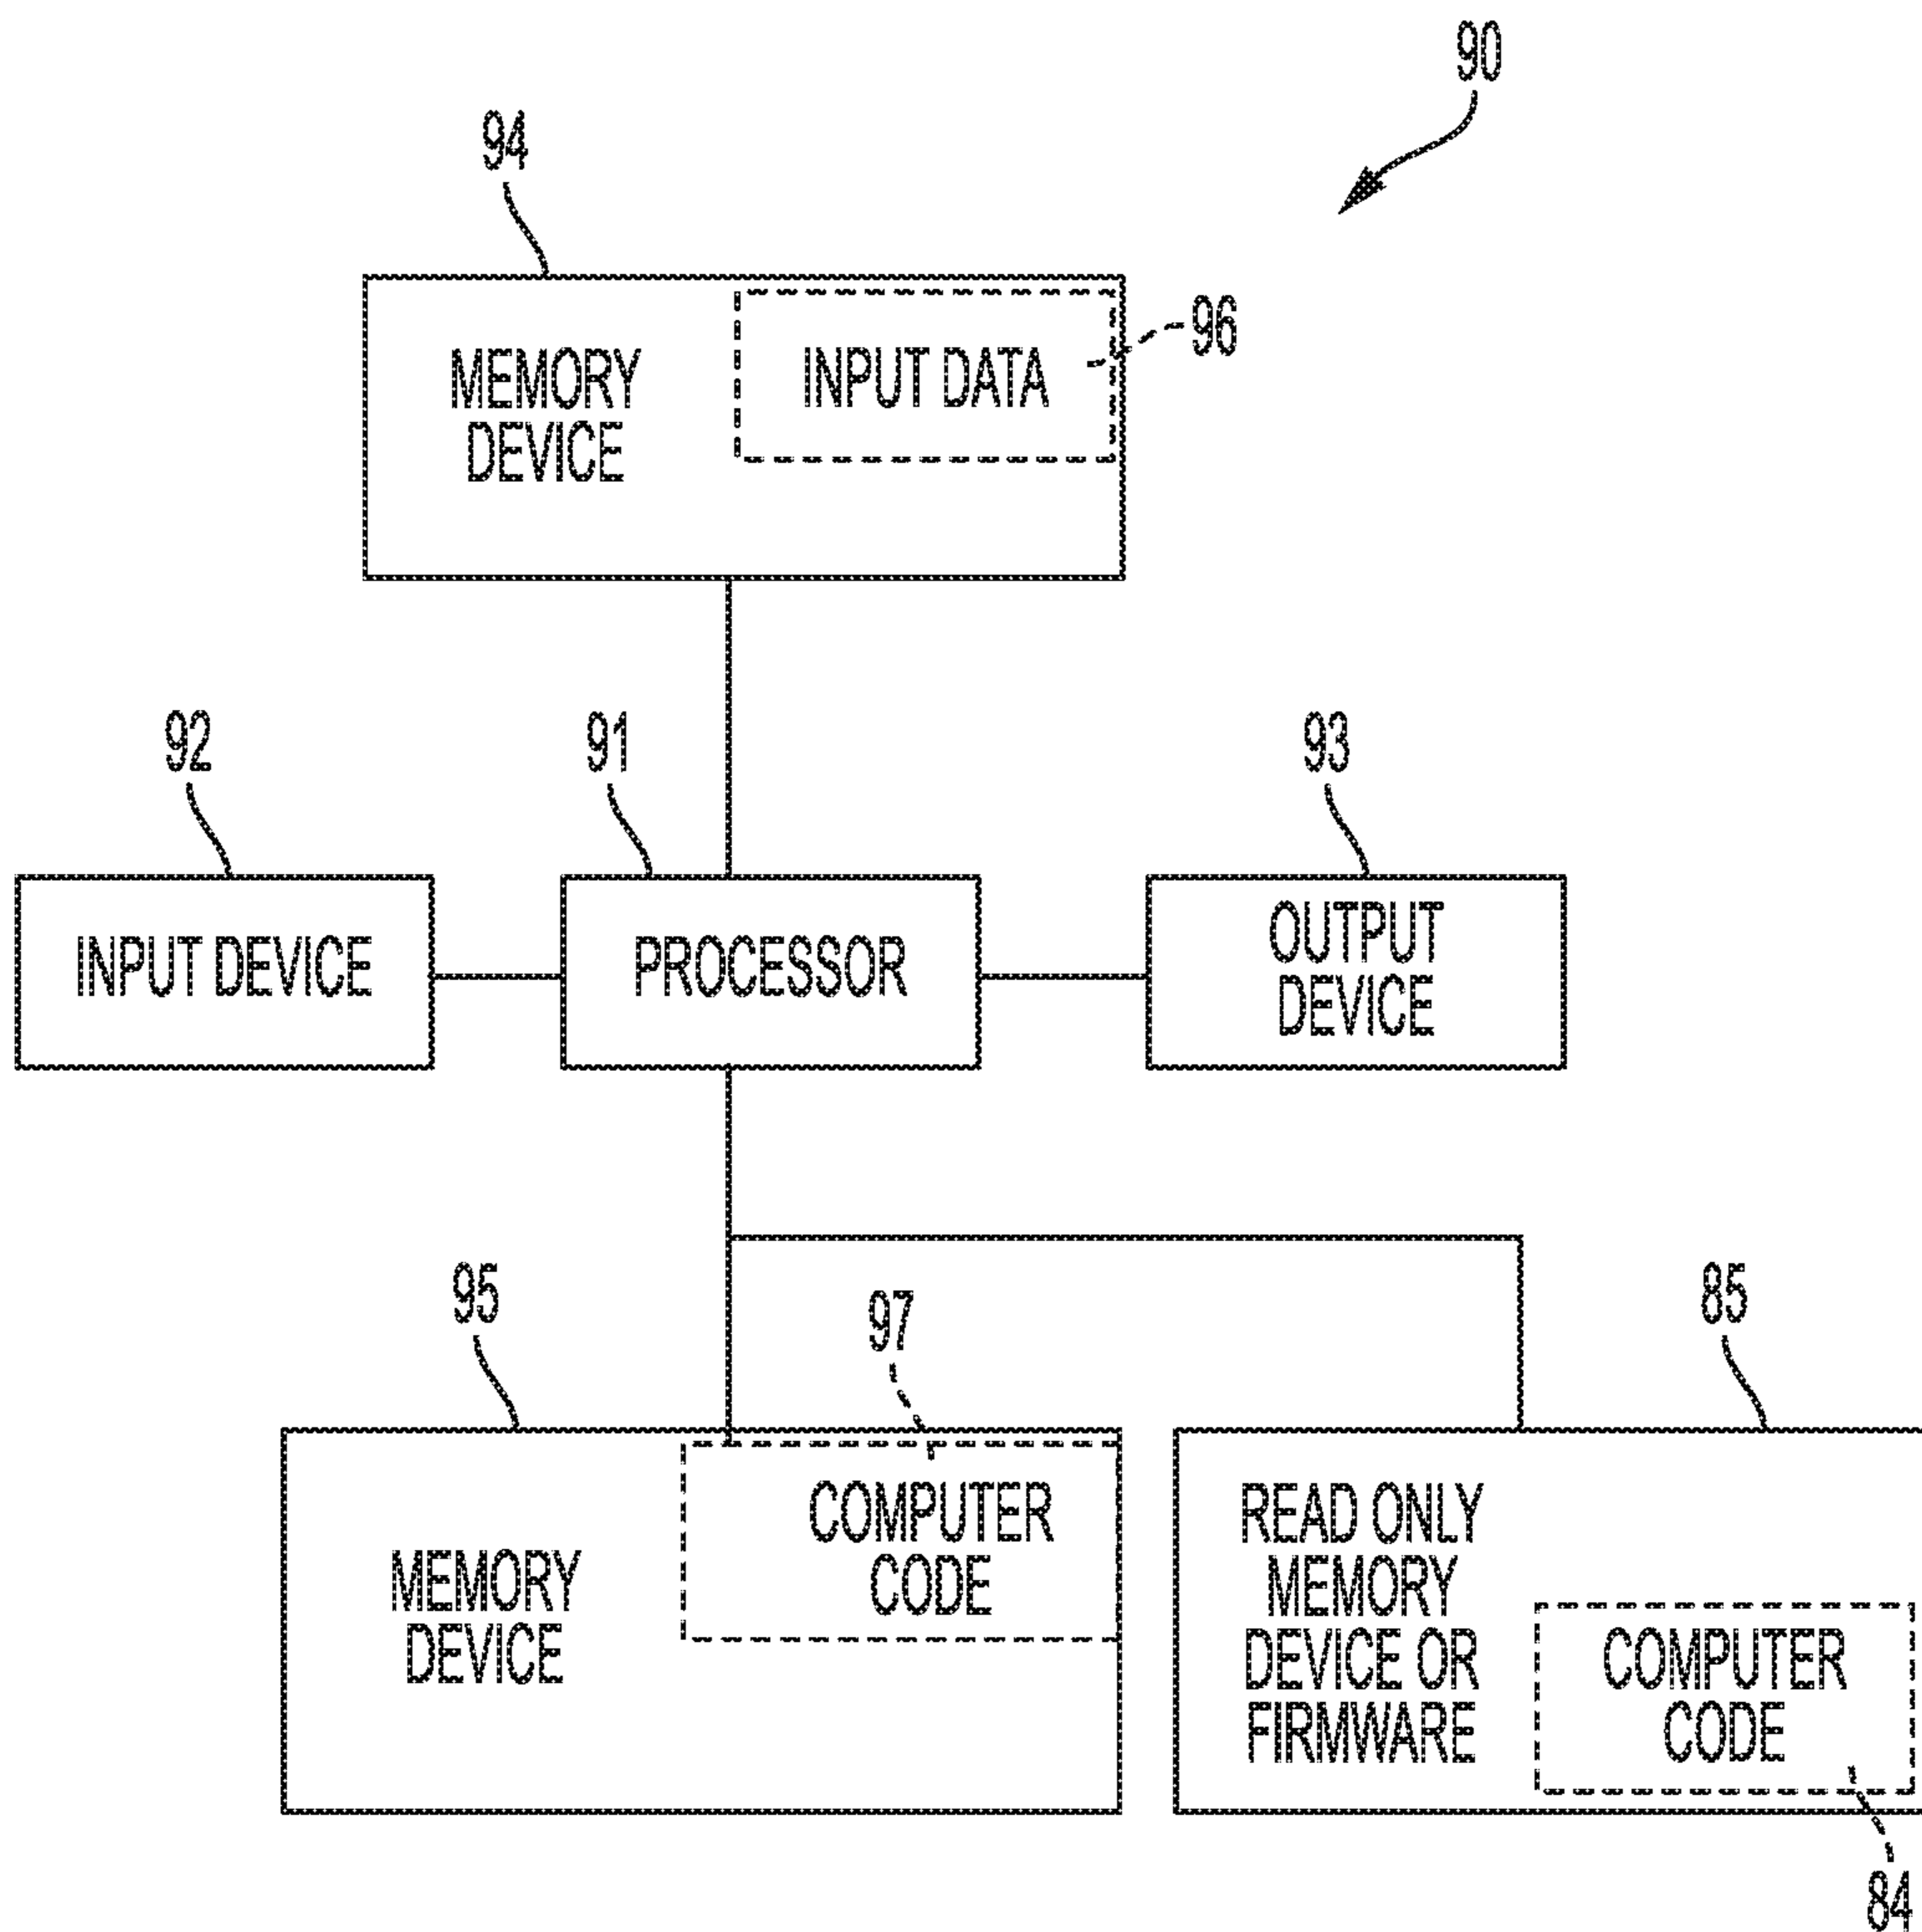 90
94
MEMORY
DEVICE
INPUT DATA
96
92
91
93
INPUT DEVICE
PROCESSOR
OUTPUT
DEVICE
95
97
85
MEMORY
DEVICE
COMPUTER
CODE
READ ONLY
MEMORY
DEVICE OR
FIRMWARE
COMPUTER
CODE
84